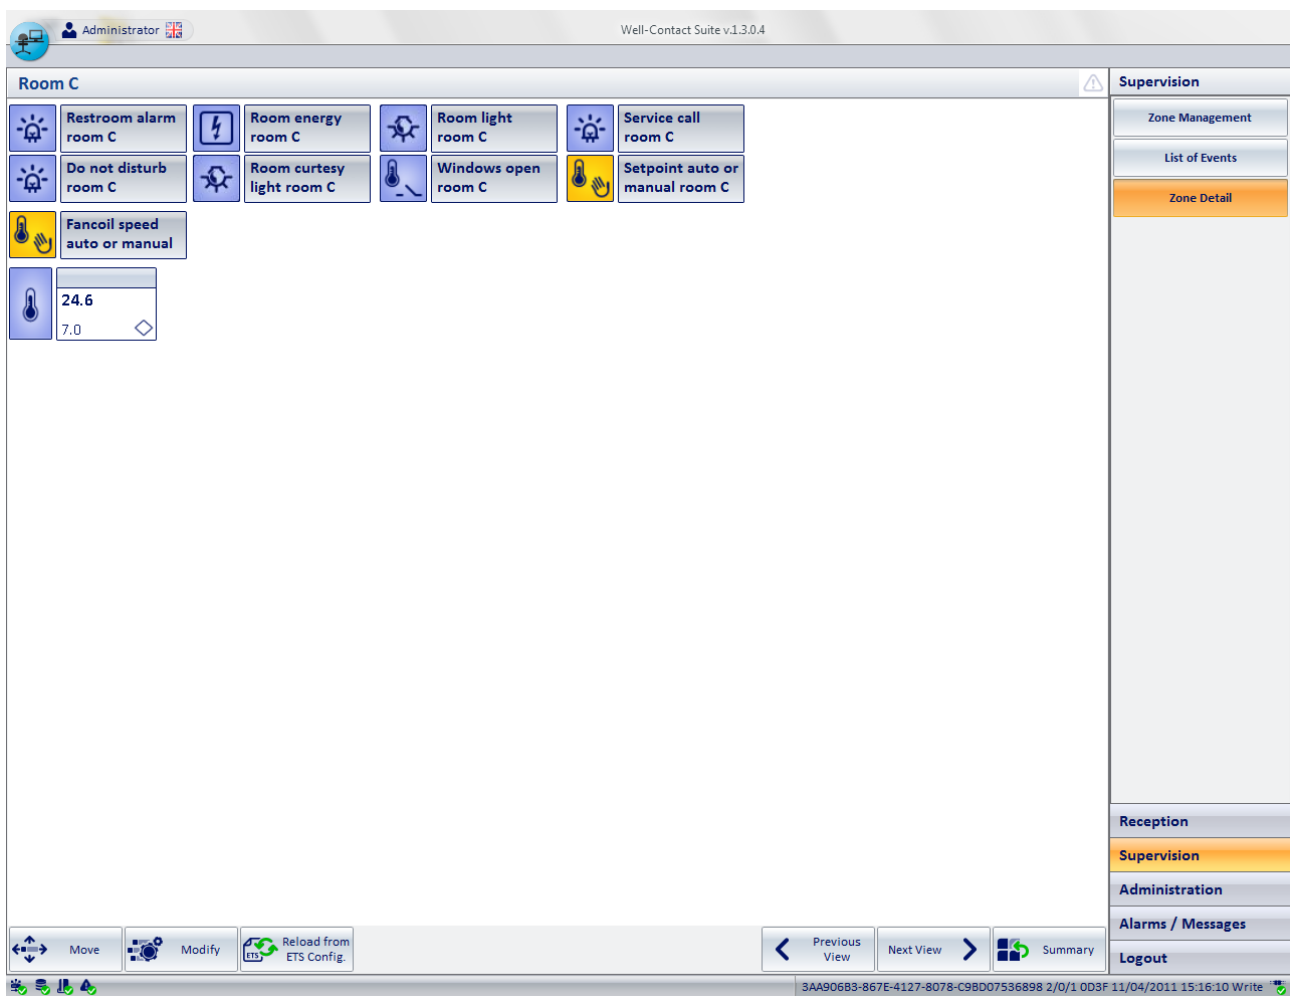 Administrator
Well-Contact Suite v.1.3.0.4
Room C
Restroom alarm
room C
Room energy
room C
Room light
room C
Service call
room C
Do not disturb
room C
Room curtesy
light room C
Windows open
room C
Setpoint auto or
manual room C
Fancoil speed
auto or manual
24.6
7.0
Supervision
Zone Management
List of Events
Zone Detail
Reception
Supervision
Administration
Alarms / Messages
Logout
Move
Modify
ETS
Reload from
ETS Config.
Previous
View
Next View
Summary
3AA906B3-867E-4127-8078-C9BD07536898 2/0/1 0D3F 11/04/2011 15:16:10 Write